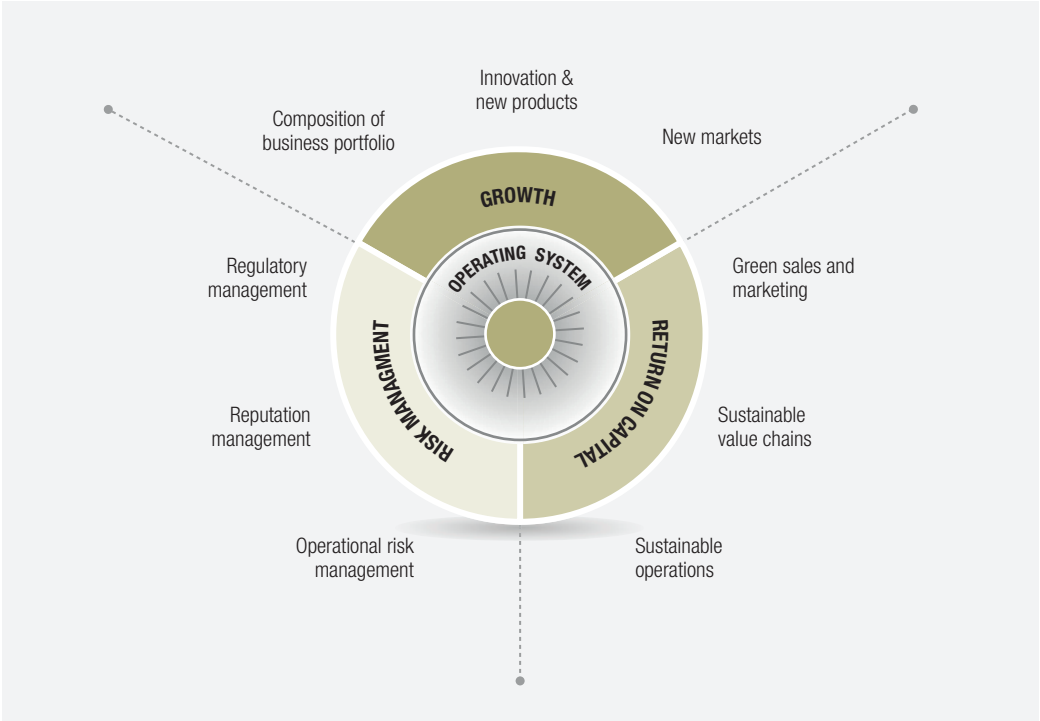 Innovation &
new products
Composition of
business portfolio
New markets
GROWTH
OPERATING SYSTEM
Regulatory
management
Green sales and
marketing
RISK MANAGMENT
RETURN ON CAPITAL
Reputation
management
Sustainable
value chains
Operational risk
management
Sustainable
operations